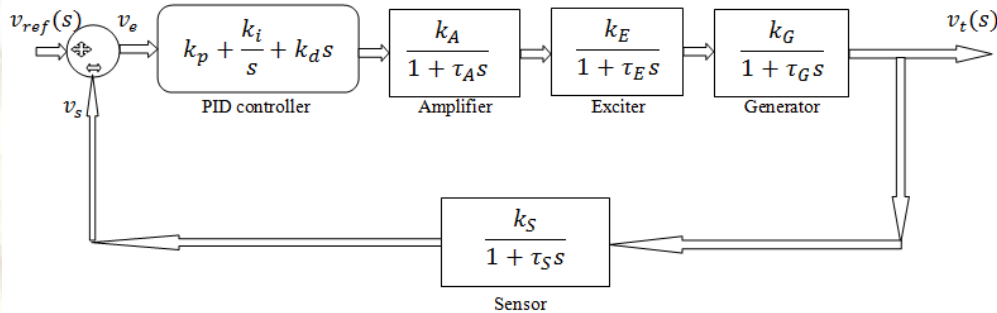 v_ref(s)
v_e
k_p + k_i/s + k_d s
PID controller
k_A/(1 + τ_A s)
Amplifier
k_E/(1 + τ_E s)
Exciter
k_G/(1 + τ_G s)
Generator
v_t(s)
v_s
k_S/(1 + τ_S s)
Sensor